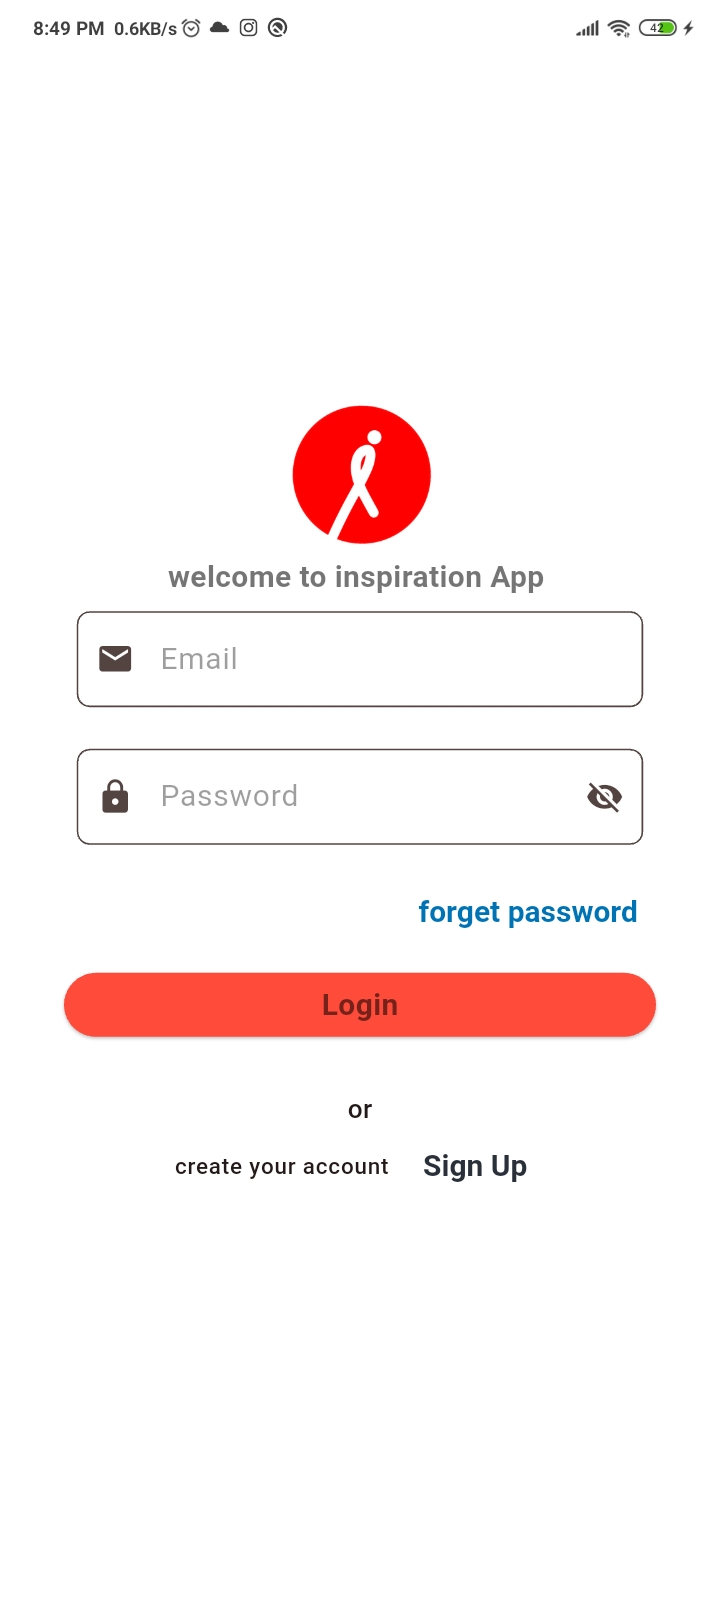 8:49 PM 0.6KB/s 42
welcome to inspiration App
Email
Password
forget password
Login
or
create your account Sign Up